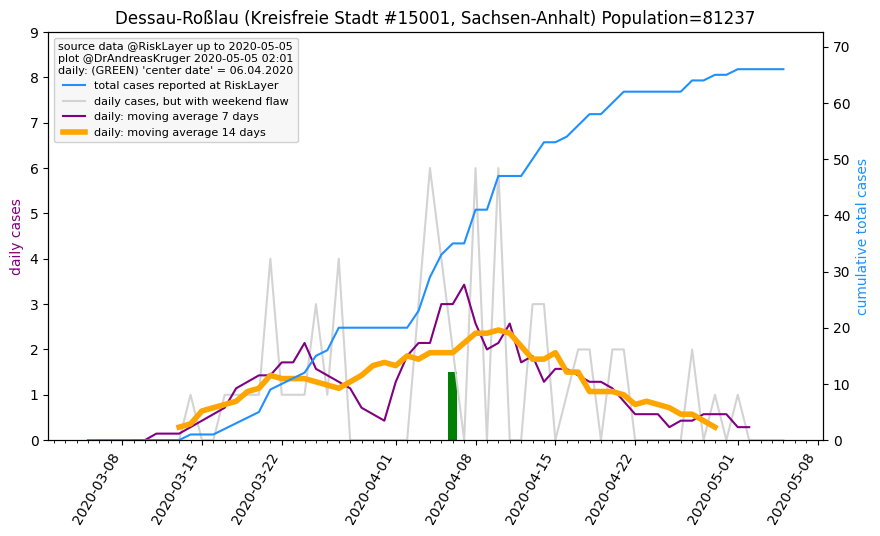 Dessau-Roßlau (Kreisfreie Stadt #15001, Sachsen-Anhalt) Population=81237
source data @RiskLayer up to 2020-05-05
plot @DrAndreasKruger 2020-05-05 02:01
daily: (GREEN) 'center date' = 06.04.2020
total cases reported at RiskLayer
daily cases, but with weekend flaw
daily: moving average 7 days
daily: moving average 14 days
daily cases
9
8
7
6
5
4
3
2
1
0
70
60
50
40
30
20
10
0
cumulative total cases
2020-03-08
2020-03-15
2020-03-22
2020-04-01
2020-04-08
2020-04-15
2020-04-22
2020-05-01
2020-05-08